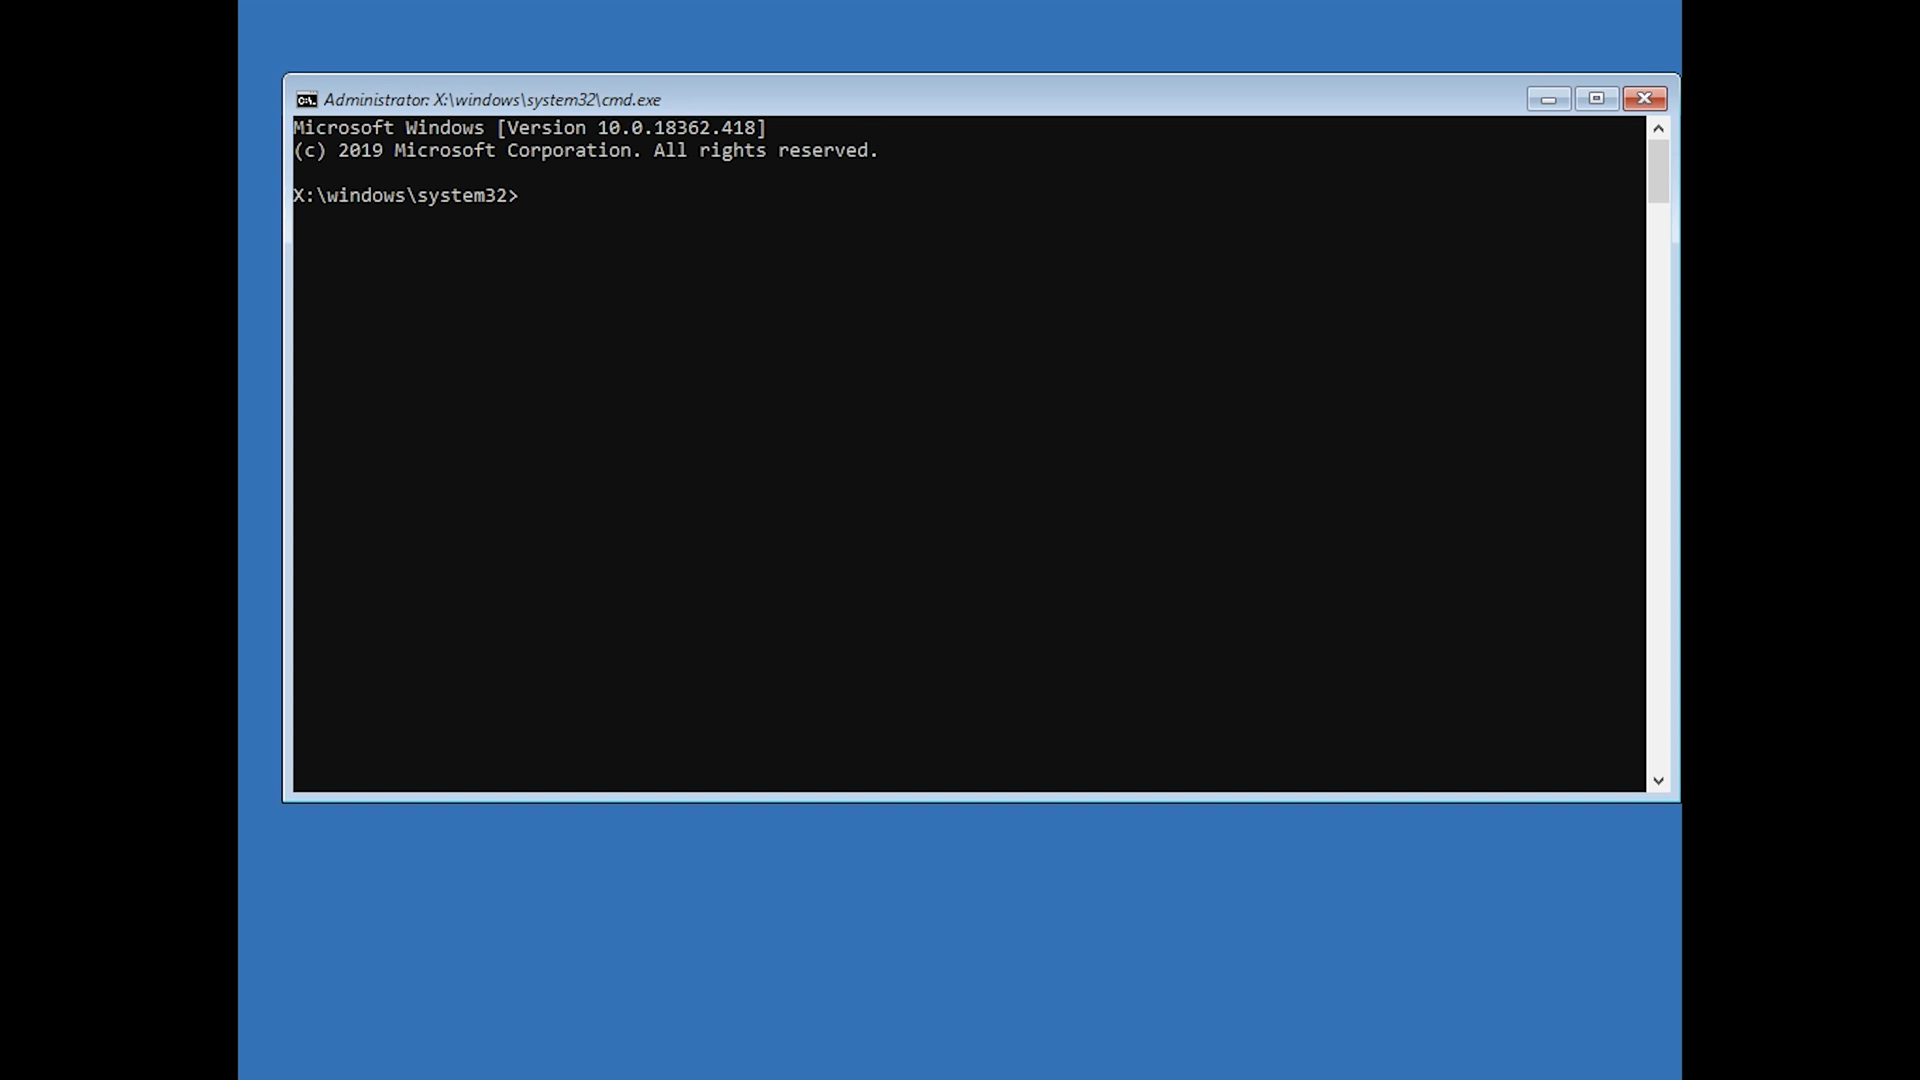 Administrator: X:\windows\system32\cmd.exe
Microsoft Windows [Version 10.0.18362.418]
(c) 2019 Microsoft Corporation. All rights reserved.
X:\windows\system32>